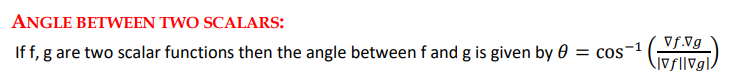 ANGLE BETWEEN TWO SCALARS:
If f, g are two scalar functions then the angle between f and g is given by θ = cos⁻¹ (∇f.∇g / |∇f||∇g|)